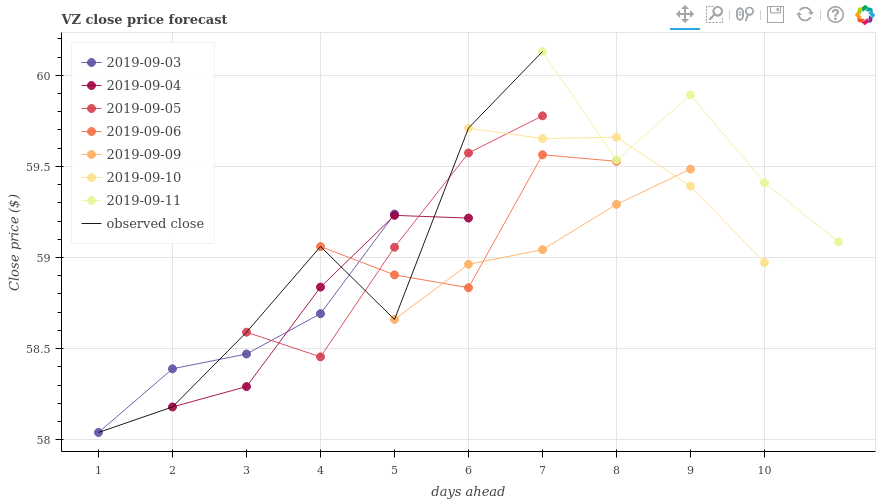 VZ close price forecast
2019-09-03
2019-09-04
2019-09-05
2019-09-06
2019-09-09
2019-09-10
2019-09-11
observed close
60
59.5
59
58.5
58
Close price ($)
1 2 3 4 5 6 7 8 9 10
days ahead